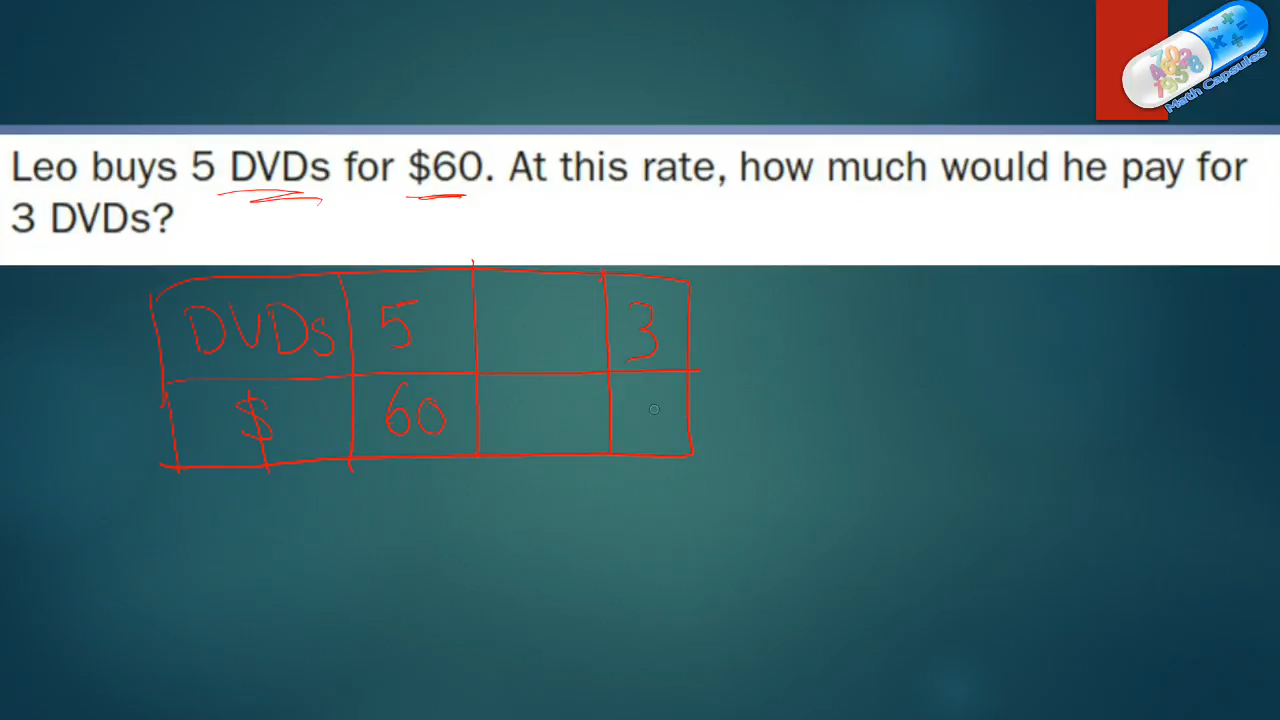 Math Capsules
Leo buys 5 DVDs for $60. At this rate, how much would he pay for
3 DVDs?
DVDs 5 3
$ 60